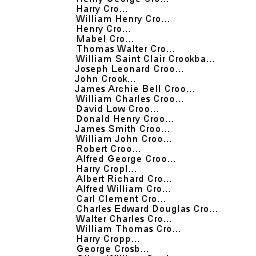 Henry George Cro...
Harry Cro...
William Henry Cro...
Henry Cro...
Mabel Cro...
Thomas Walter Cro...
William Saint Clair Crookba...
Joseph Leonard Croo...
John Crook...
James Archie Bell Croo...
William Charles Croo...
David Low Croo...
Donald Henry Croo...
James Smith Croo...
William John Croo...
Robert Croo...
Alfred George Croo...
Harry Cropl...
Albert Richard Cro...
Alfred William Cro...
Carl Clement Cro...
Charles Edward Douglas Cro...
Walter Charles Cro...
William Thomas Cro...
Harry Cropp...
George Crosb...